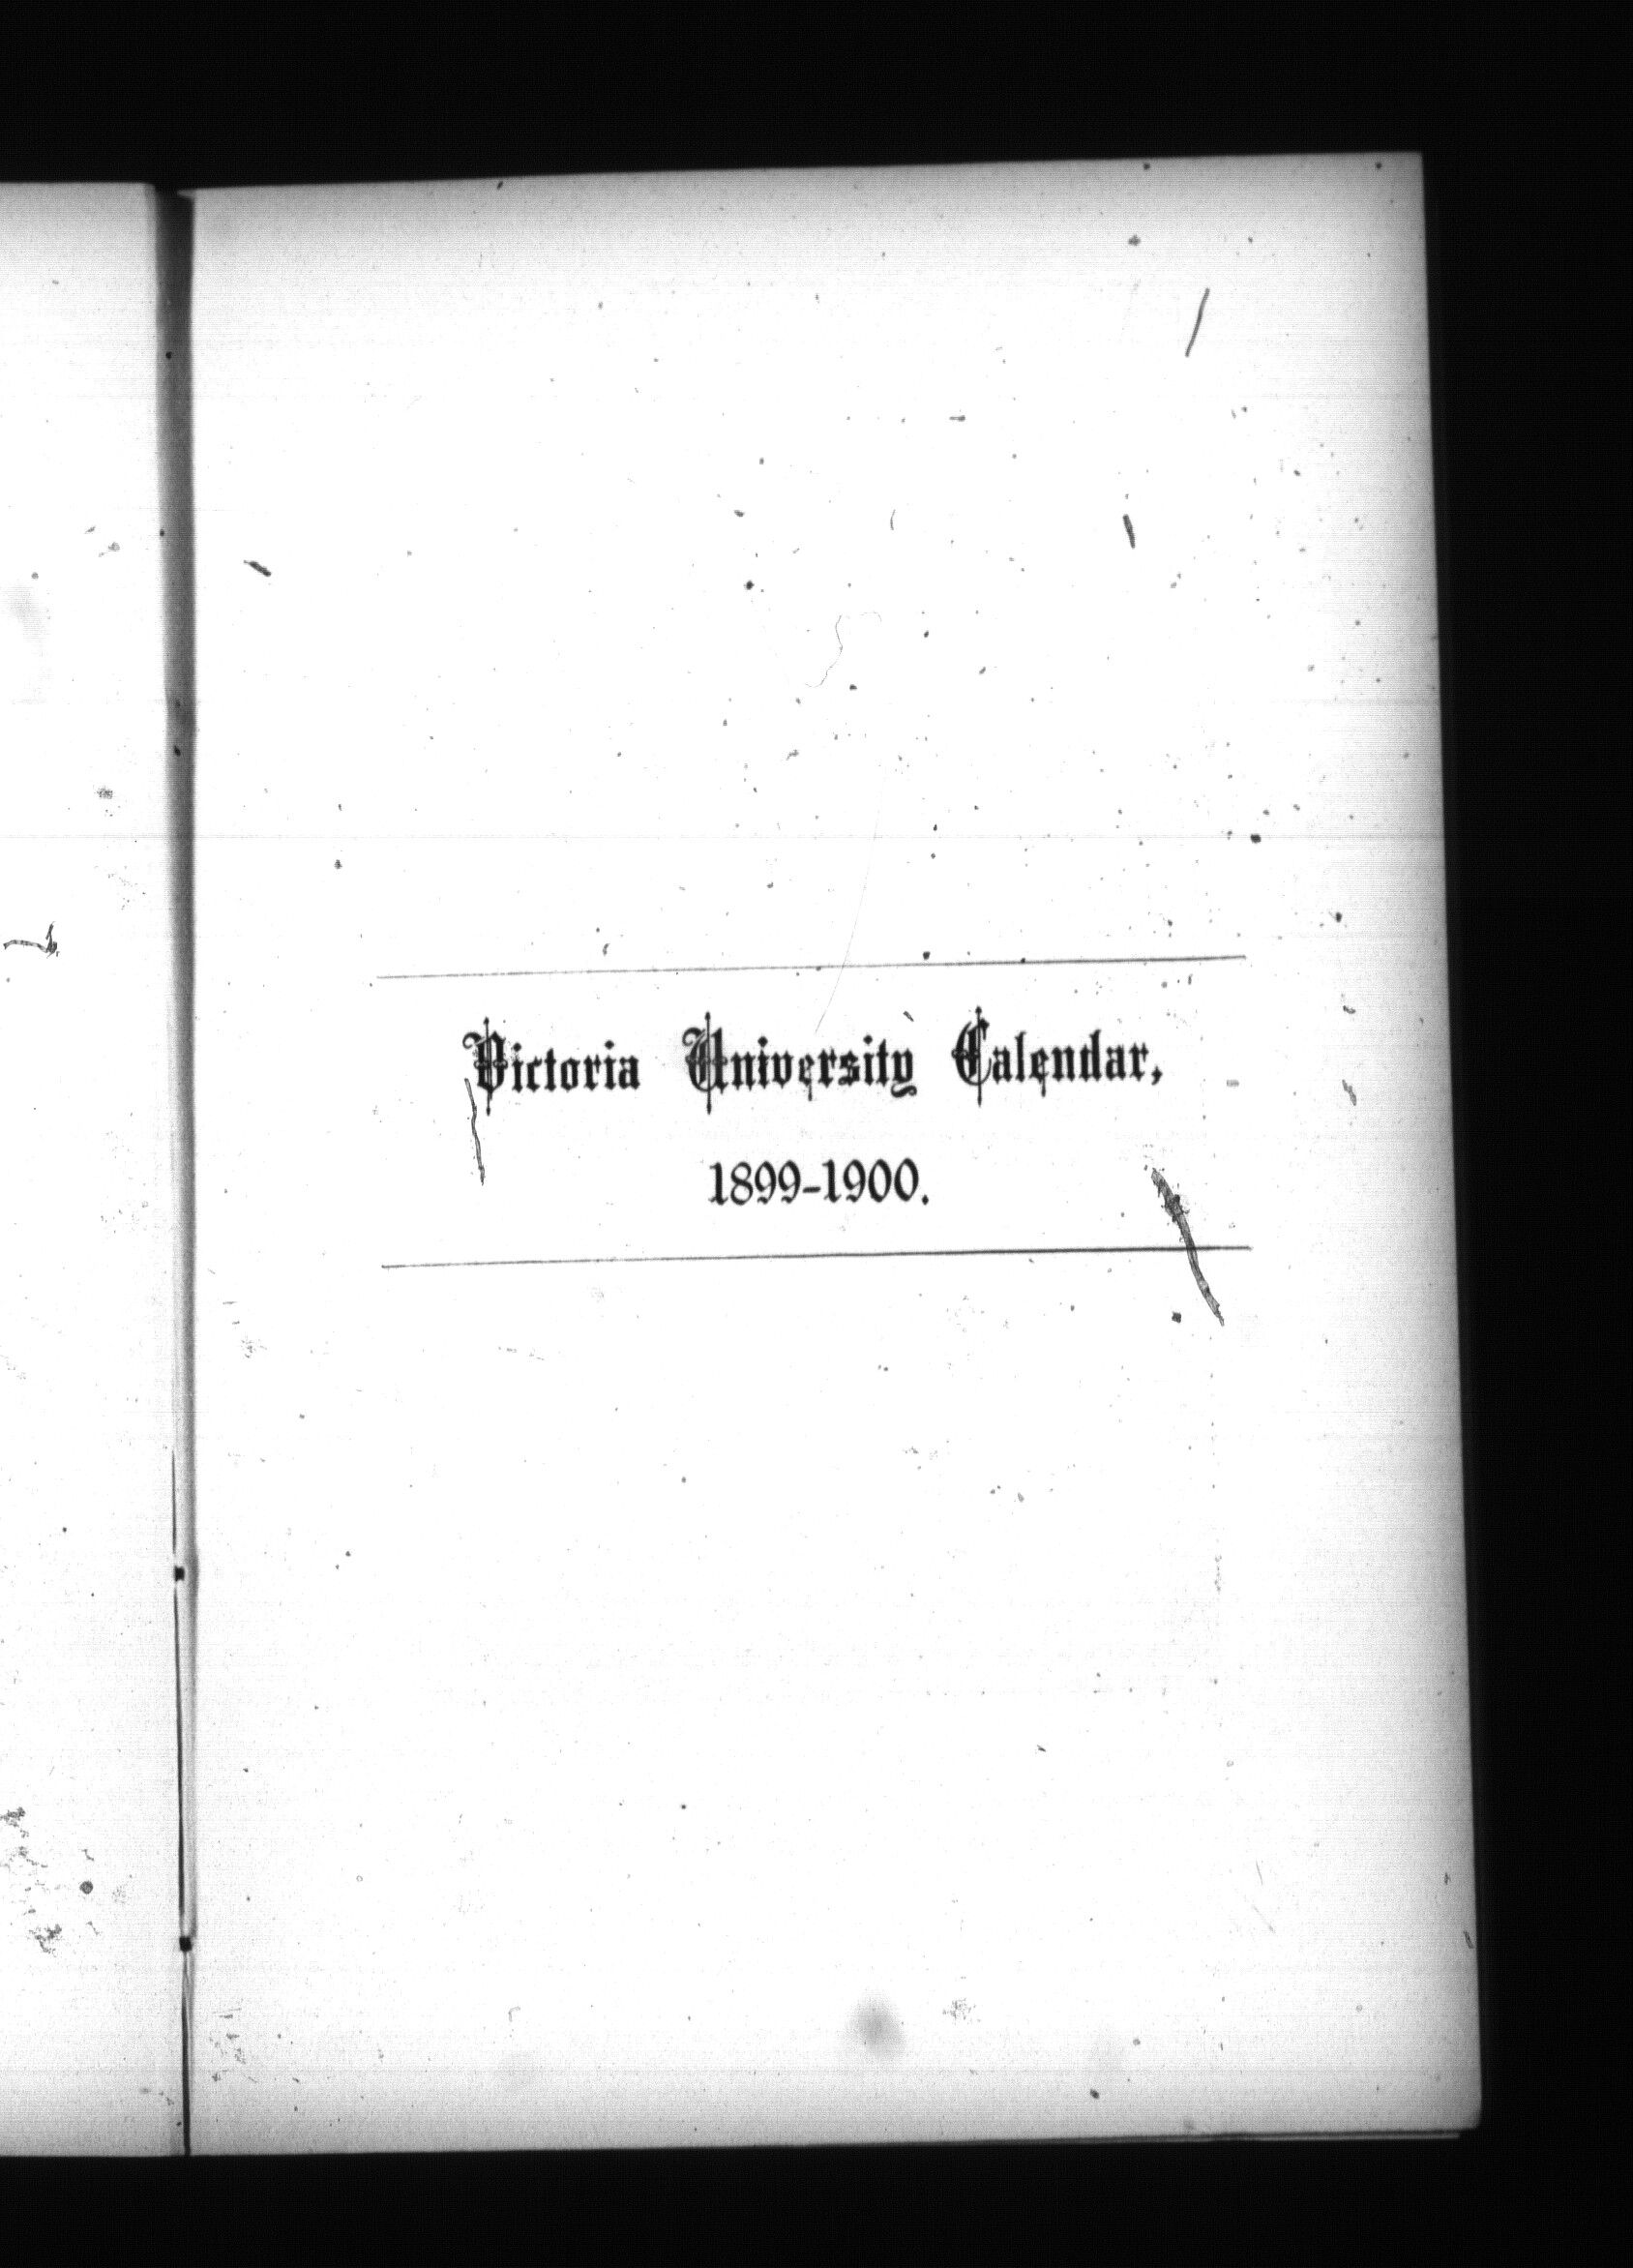 Victoria University Calendar,
1899-1900.